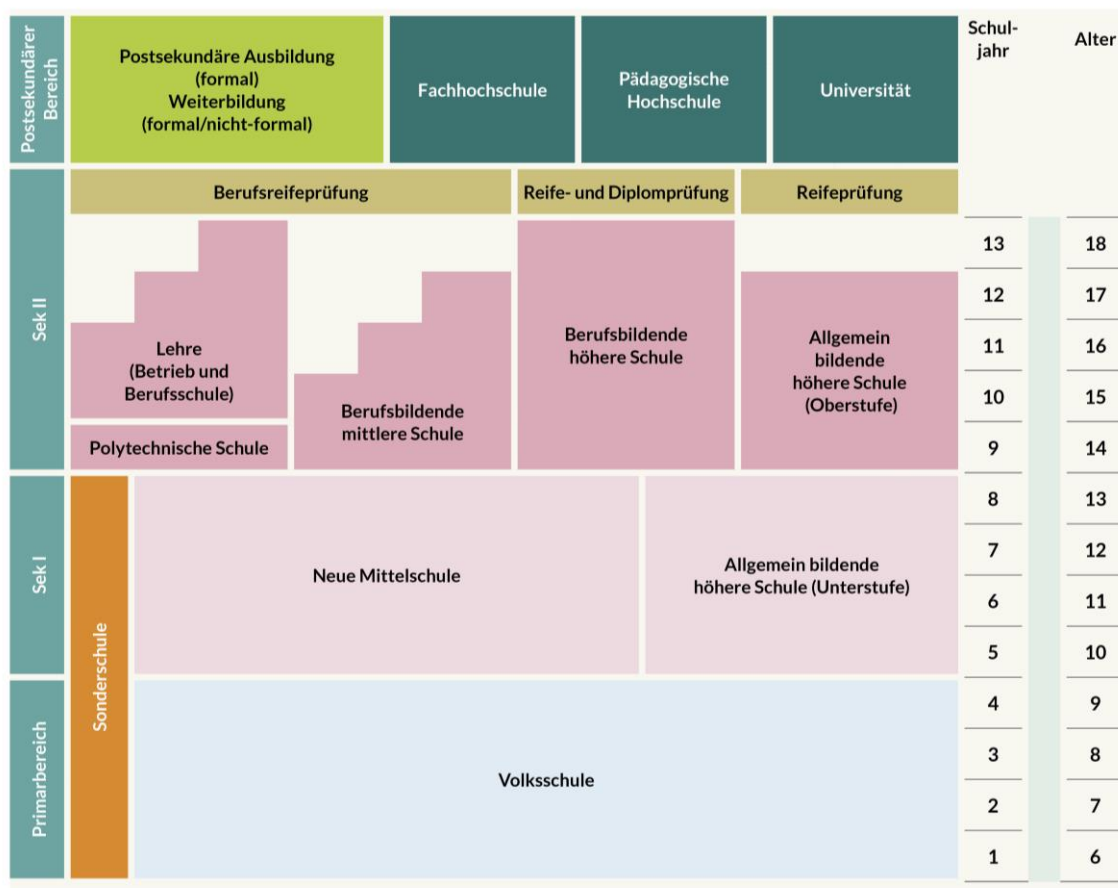 Postsekundärer
Bereich
Postsekundäre Ausbildung
(formal)
Weiterbildung
(formal/nicht-formal)
Fachhochschule
Pädagogische
Hochschule
Universität
Schul-
jahr
Alter
Sek II
Berufsreifeprüfung
Reife- und Diplomprüfung
Reifeprüfung
Lehre
(Betrieb und
Berufsschule)
Polytechnische Schule
Berufsbildende
mittlere Schule
Berufsbildende
höhere Schule
Allgemein
bildende
höhere Schule
(Oberstufe)
13 18
12 17
11 16
10 15
9 14
Sek I
Sonderschule
Neue Mittelschule
Allgemein bildende
höhere Schule (Unterstufe)
8 13
7 12
6 11
5 10
Primarbereich
Volksschule
4 9
3 8
2 7
1 6